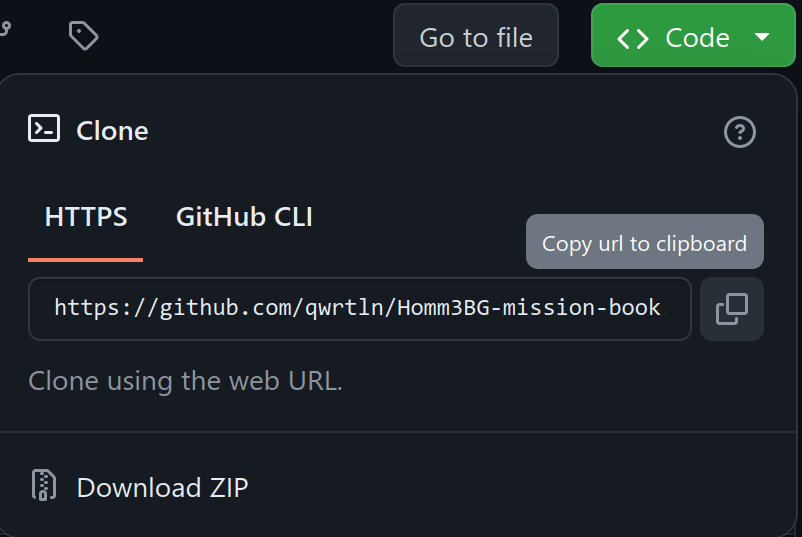 Go to file
Code
Clone
HTTPS GitHub CLI
Copy url to clipboard
https://github.com/qwrtln/Homm3BG-mission-book
Clone using the web URL.
Download ZIP